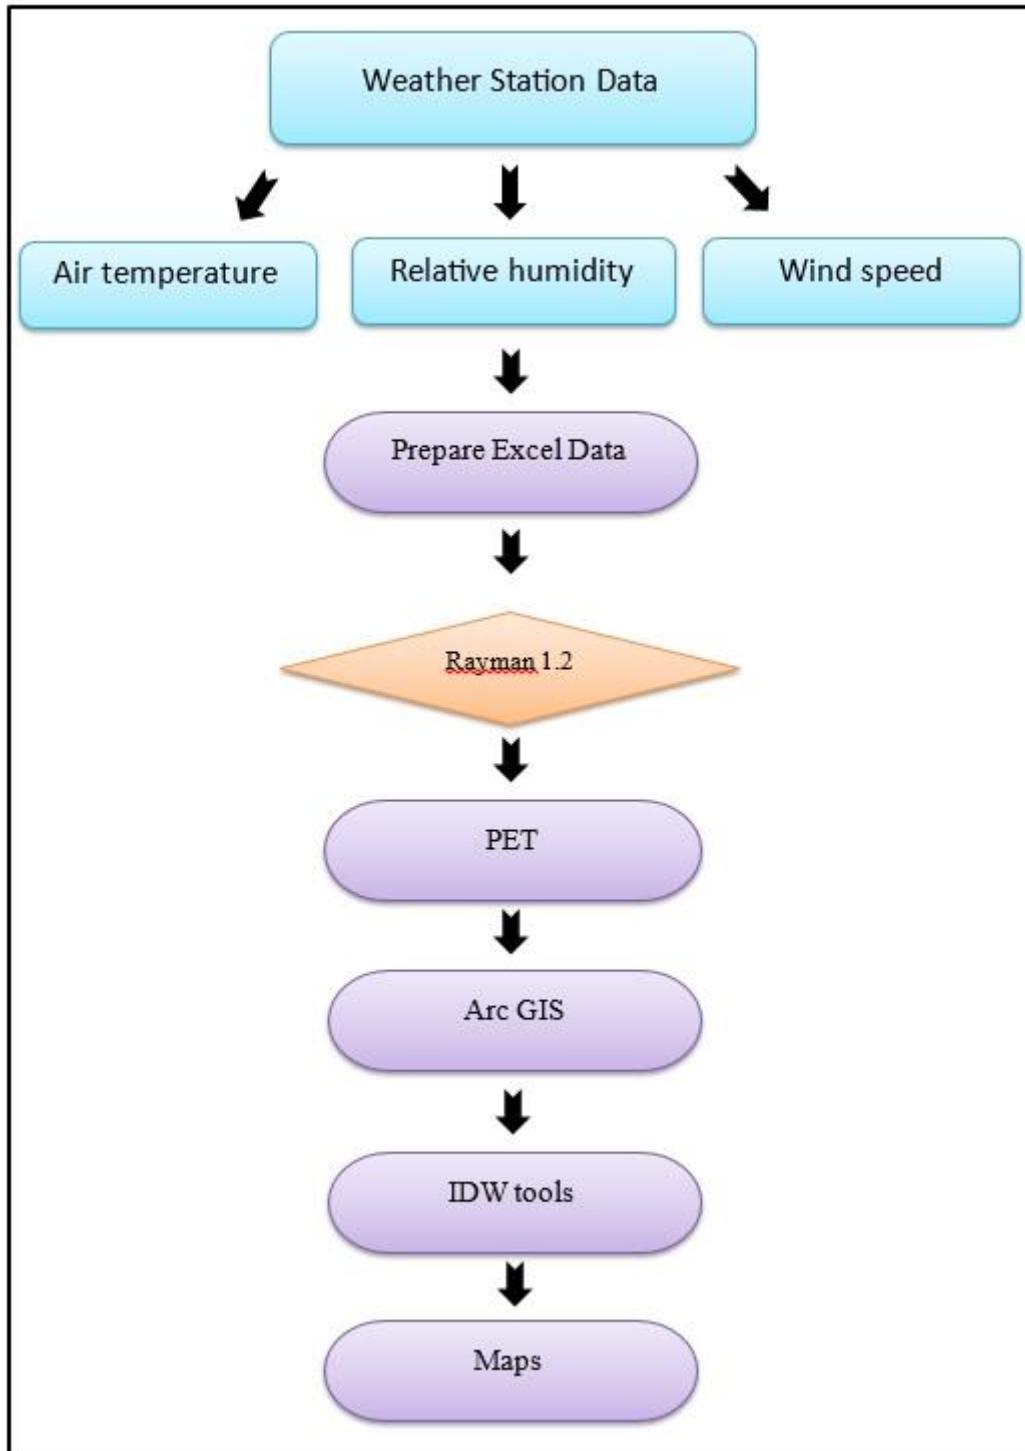 Weather Station Data
Air temperature
Relative humidity
Wind speed
Prepare Excel Data
Rayman 1.2
PET
Arc GIS
IDW tools
Maps